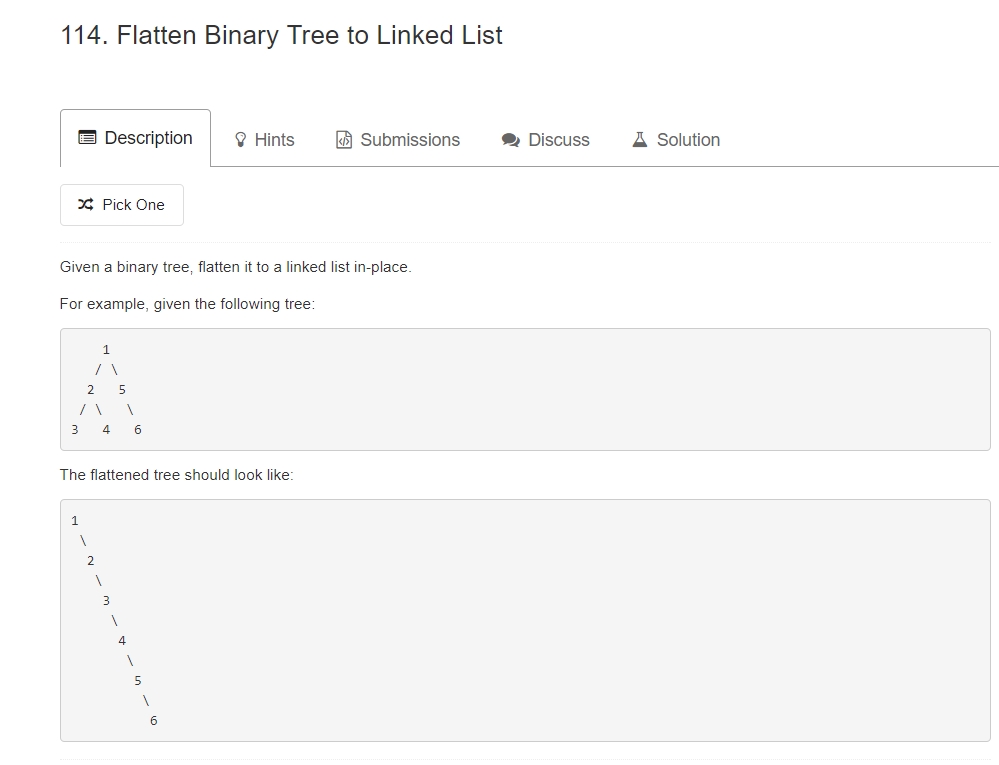 114. Flatten Binary Tree to Linked List
Description Hints Submissions Discuss Solution
Pick One
Given a binary tree, flatten it to a linked list in-place.
For example, given the following tree:
    1
   / \
  2   5
 / \   \
3   4   6
The flattened tree should look like:
1
 \
  2
   \
    3
     \
      4
       \
        5
         \
          6